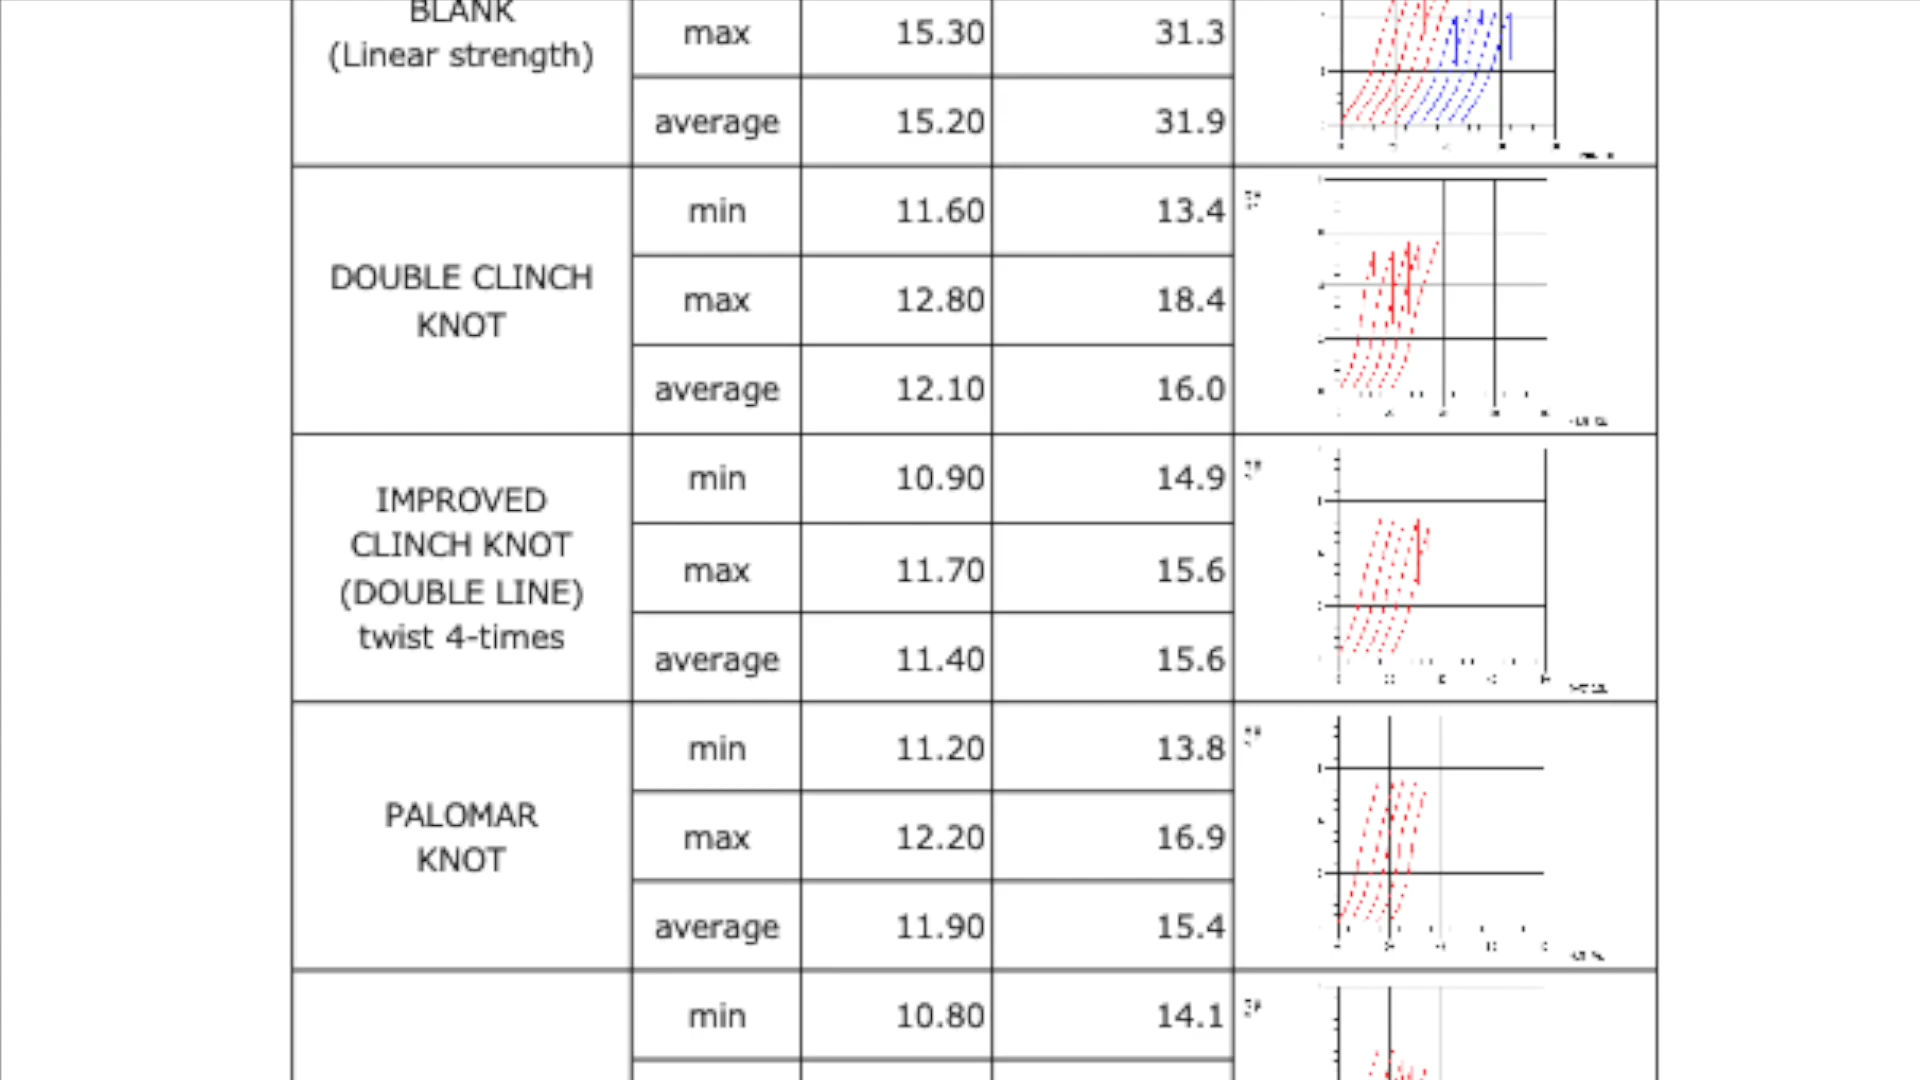 BLANK
(Linear strength)
max 15.30 31.3
average 15.20 31.9
DOUBLE CLINCH
KNOT
min 11.60 13.4
max 12.80 18.4
average 12.10 16.0
IMPROVED
CLINCH KNOT
(DOUBLE LINE)
twist 4-times
min 10.90 14.9
max 11.70 15.6
average 11.40 15.6
PALOMAR
KNOT
min 11.20 13.8
max 12.20 16.9
average 11.90 15.4
min 10.80 14.1